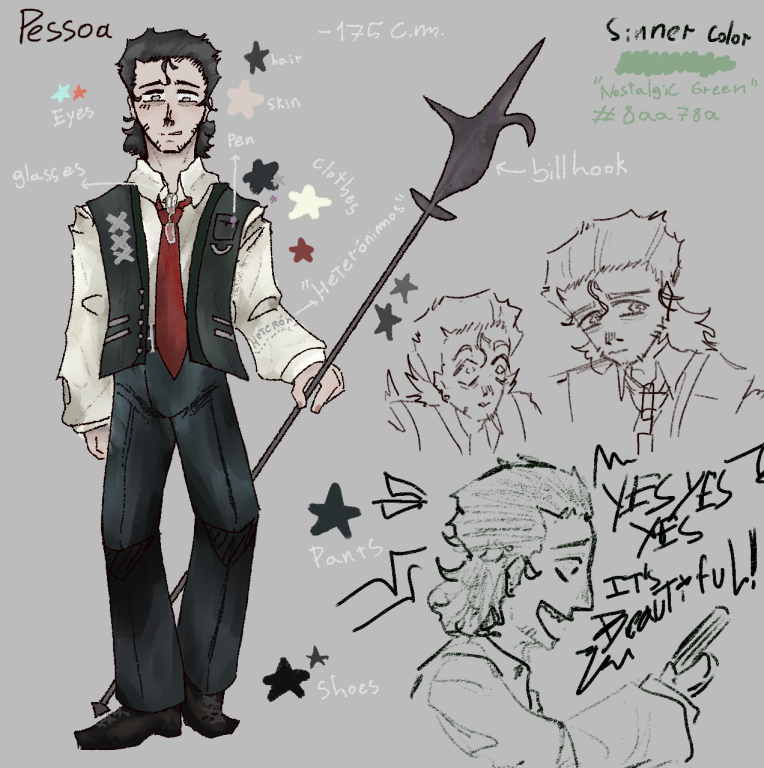 Pessoa
~175 c.m.
Sinner color
"Nostalgic Green"
#8aa78a
hair
skin
Eyes
Pen
glasses
clothes
billhook
"Heterónimos"
Pants
Shoes
YES YES
YES
IT'S
BEAUTIFUL!